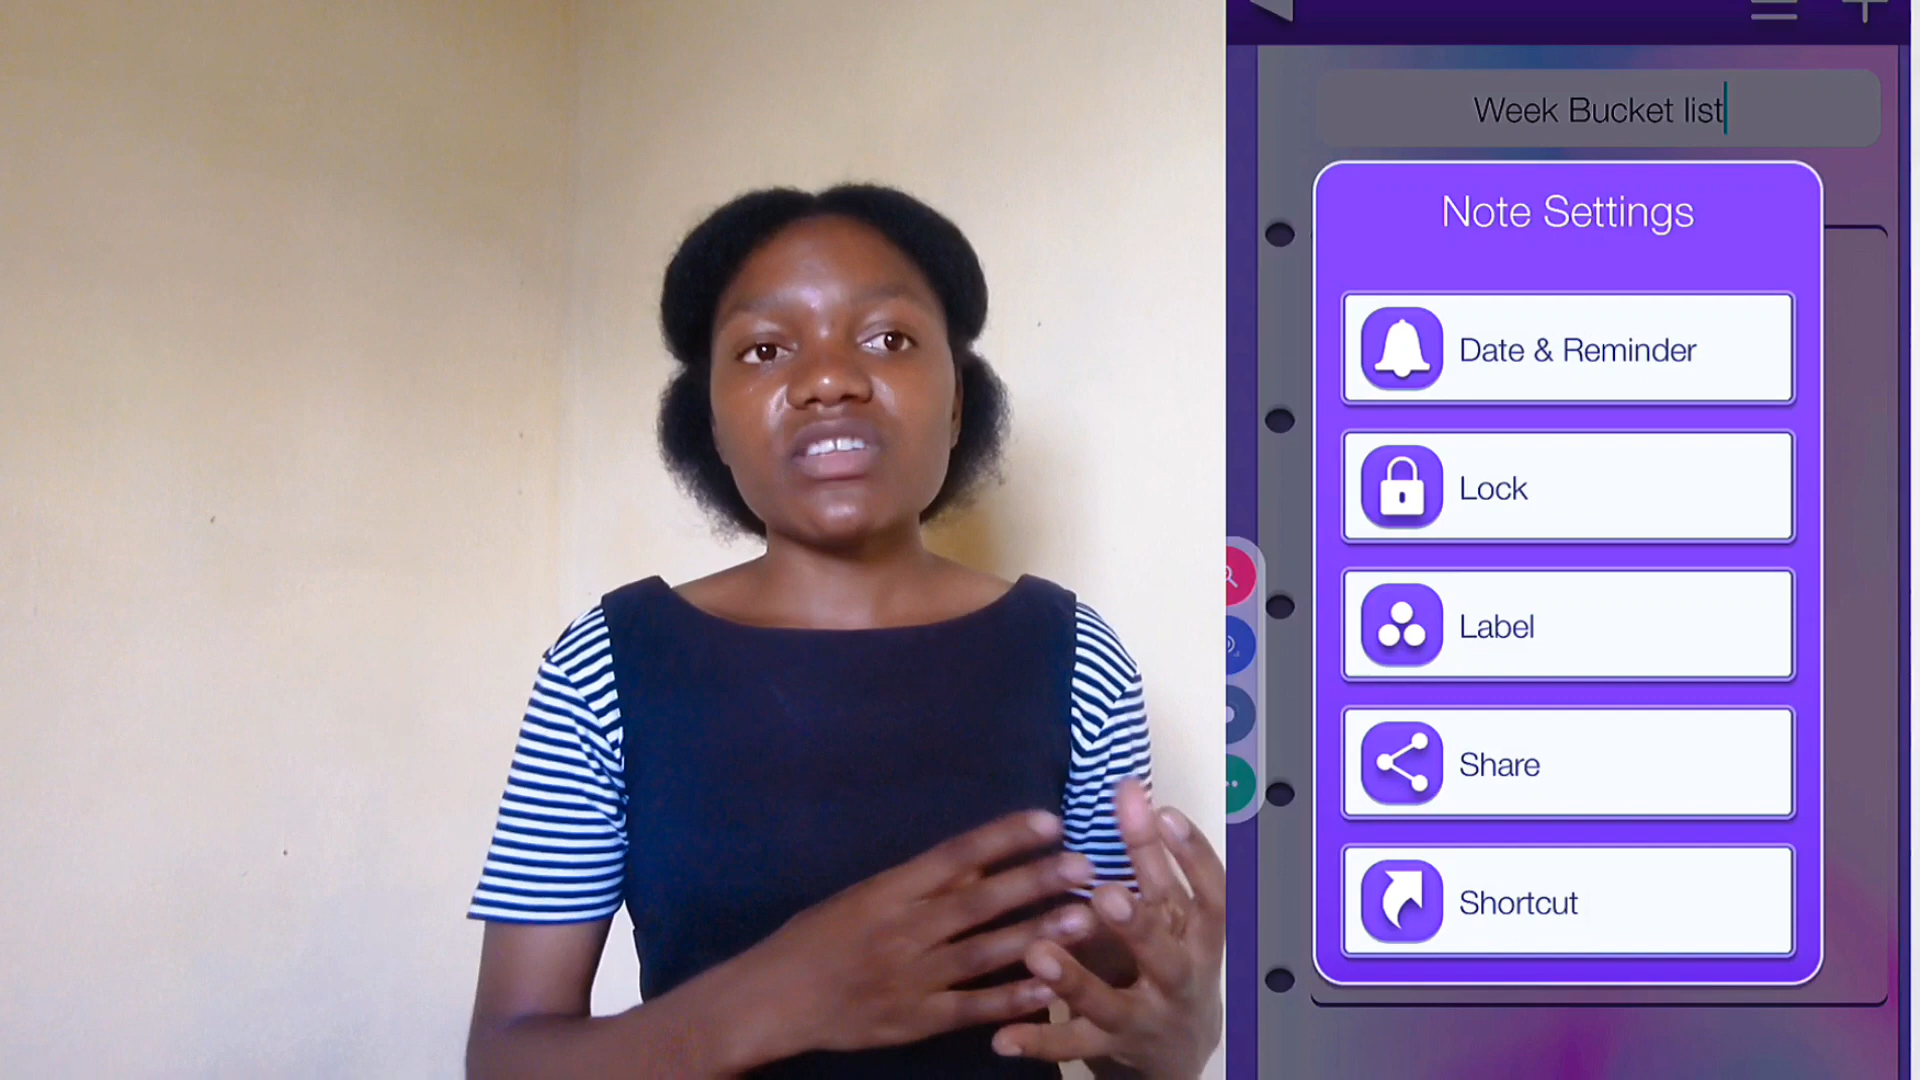 Week Bucket list
Note Settings
Date & Reminder
Lock
Label
Share
Shortcut